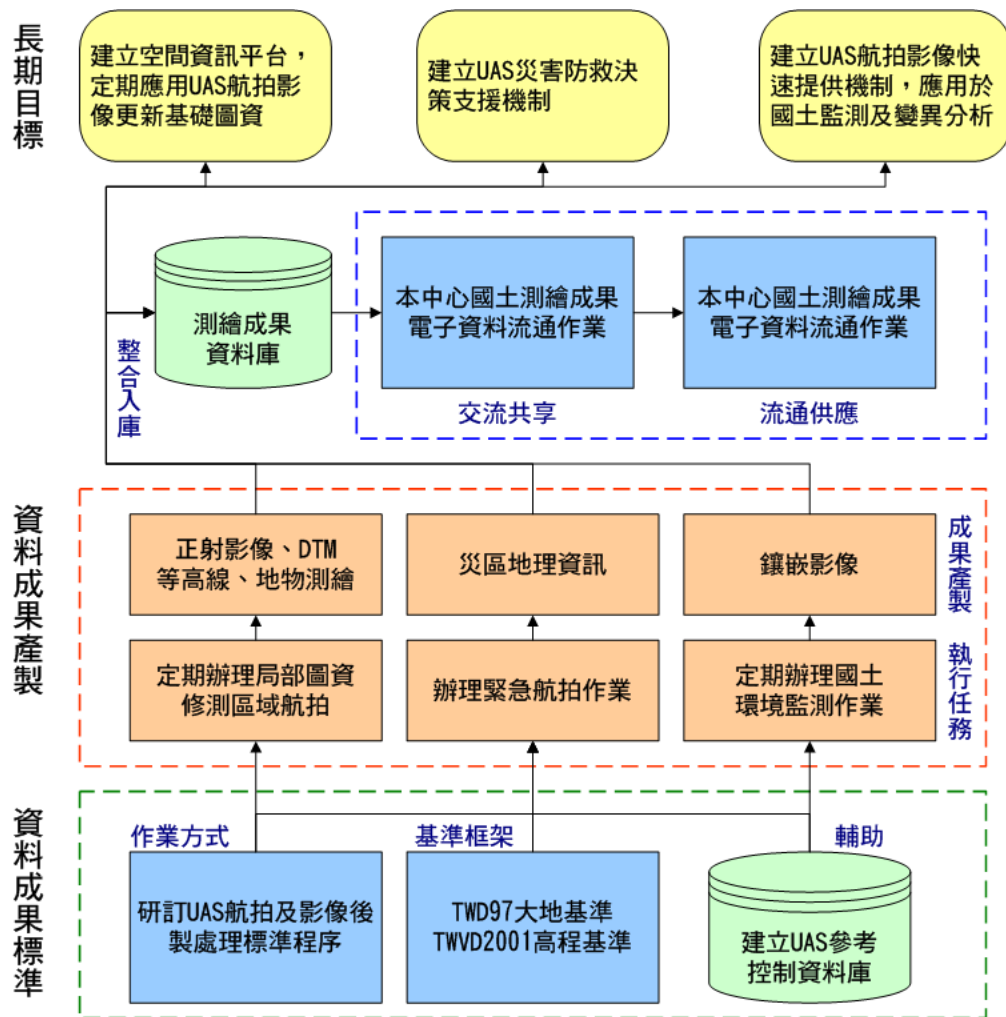 長期目標
建立空間資訊平台，
定期應用UAS航拍影
像更新基礎圖資
建立UAS災害防救決
策支援機制
建立UAS航拍影像快
速提供機制，應用於
國土監測及變異分析
整合入庫
測繪成果
資料庫
本中心國土測繪成果
電子資料流通作業
本中心國土測繪成果
電子資料流通作業
交流共享
流通供應
資料成果產製
正射影像、DTM
等高線、地物測繪
災區地理資訊
鑲嵌影像
成果產製
定期辦理局部圖資
修測區域航拍
辦理緊急航拍作業
定期辦理國土
環境監測作業
執行任務
資料成果標準
作業方式
基準框架
輔助
研訂UAS航拍及影像後
製處理標準程序
TWD97大地基準
TWVD2001高程基準
建立UAS參考
控制資料庫